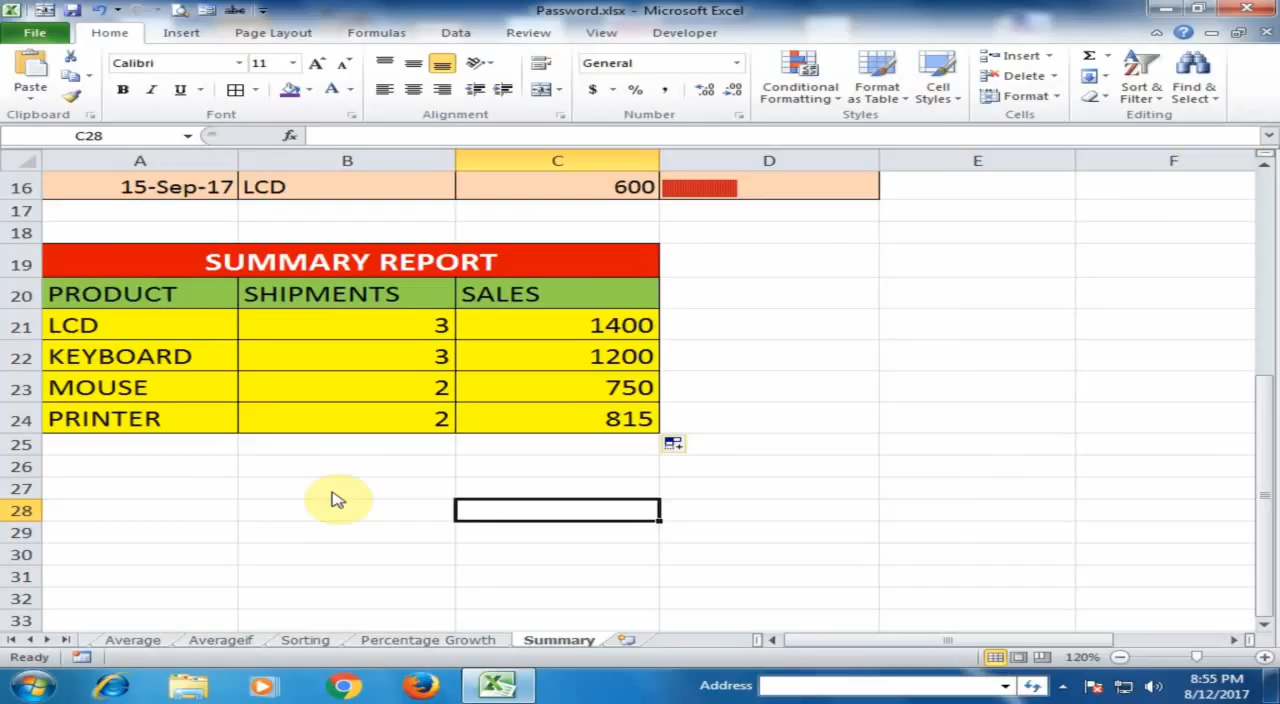 Password.xlsx - Microsoft Excel
File Home Insert Page Layout Formulas Data Review View Developer
Calibri 11 General
Paste Conditional Formatting Format as Table Cell Styles Insert Delete Format Sort & Filter Find & Select
Clipboard Font Alignment Number Styles Cells Editing
C28 fx
A B C D E F
16 15-Sep-17 LCD 600
17
18
19 SUMMARY REPORT
20 PRODUCT SHIPMENTS SALES
21 LCD 3 1400
22 KEYBOARD 3 1200
23 MOUSE 2 750
24 PRINTER 2 815
25
26
27
28
29
30
31
32
33
Average Averageif Sorting Percentage Growth Summary
Ready 120%
Address 8:55 PM
8/12/2017